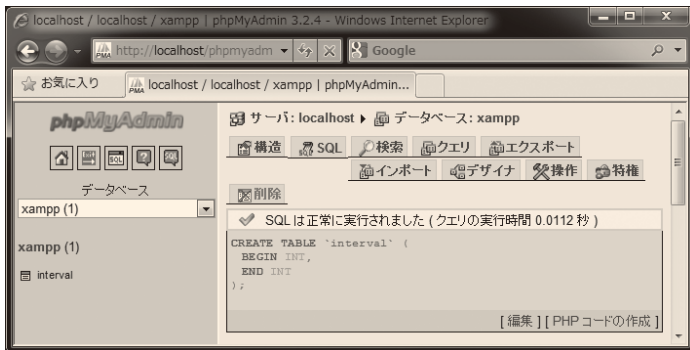 localhost / localhost / xampp | phpMyAdmin 3.2.4 - Windows Internet Explorer
http://localhost/phpmyadm
Google
お気に入り
localhost / localhost / xampp | phpMyAdmin...
phpMyAdmin
データベース
xampp (1)
xampp (1)
interval
サーバ: localhost ▶ データベース: xampp
構造 SQL 検索 クエリ エクスポート
インポート デザイナ 操作 特権
削除
SQL は正常に実行されました ( クエリの実行時間 0.0112 秒 )
CREATE TABLE `interval` (
BEGIN INT,
END INT
);
[ 編集 ] [ PHP コードの作成 ]